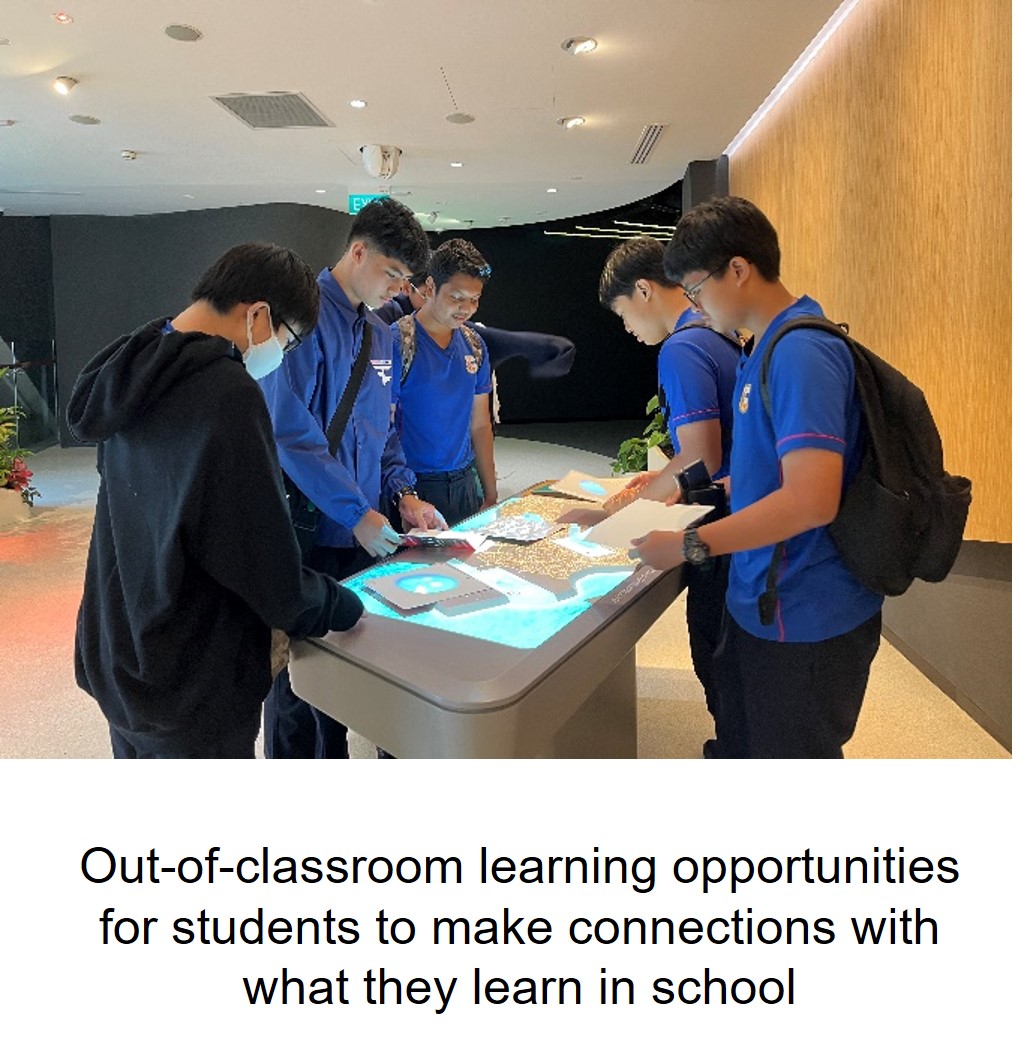 Out-of-classroom learning opportunities
for students to make connections with
what they learn in school